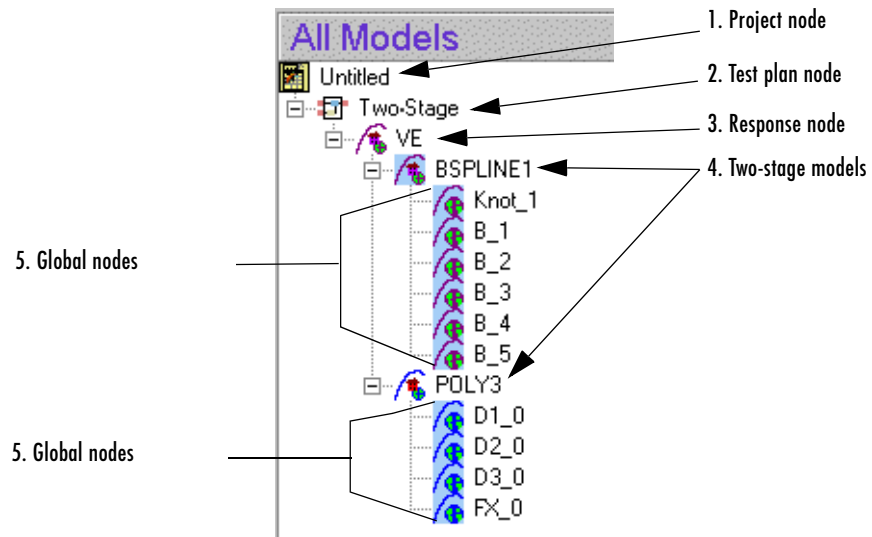 All Models
1. Project node
Untitled
2. Test plan node
Two-Stage
3. Response node
VE
4. Two-stage models
BSPLINE1
Knot_1
B_1
5. Global nodes
B_2
B_3
B_4
B_5
POLY3
D1_0
D2_0
5. Global nodes
D3_0
FX_0